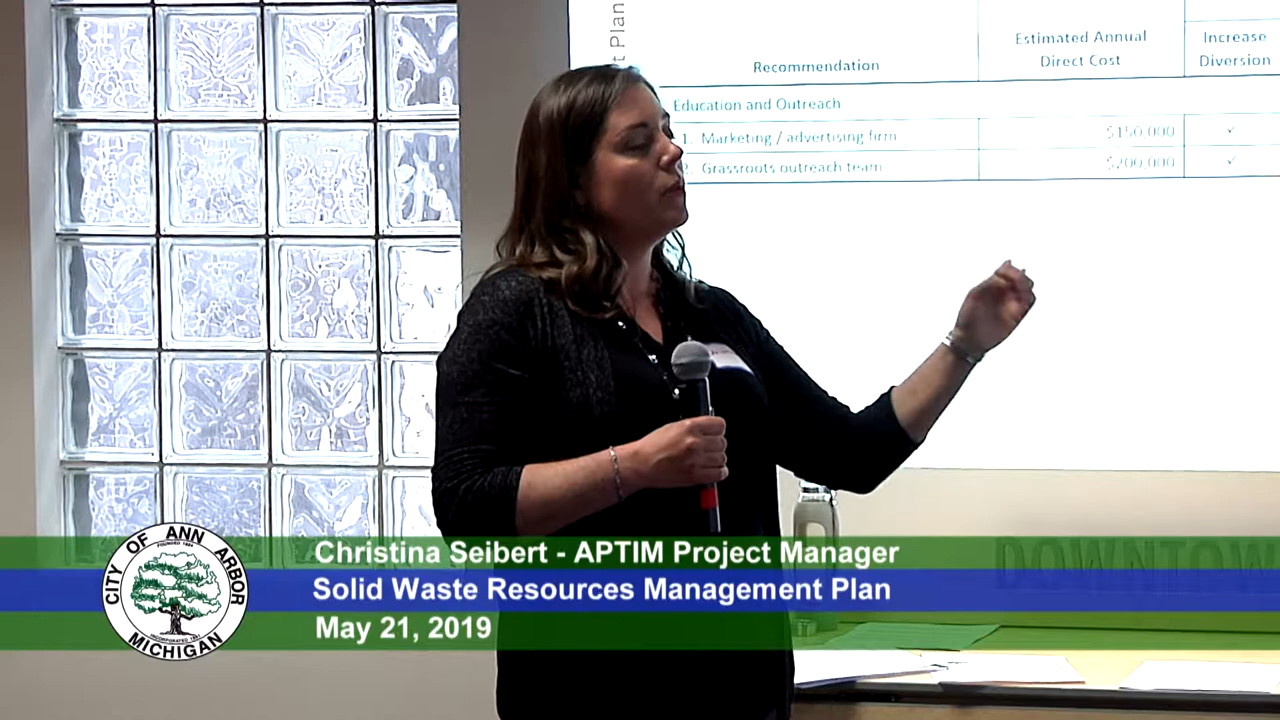 t Plan
Estimated Annual
Direct Cost
Increase
Diversion
Recommendation
Education and Outreach
1. Marketing / advertising firm $150,000 ✓
2. Grassroots outreach team $200,000 ✓
DOWNTOW
CITY OF ANN ARBOR
MICHIGAN
Christina Seibert - APTIM Project Manager
Solid Waste Resources Management Plan
May 21, 2019